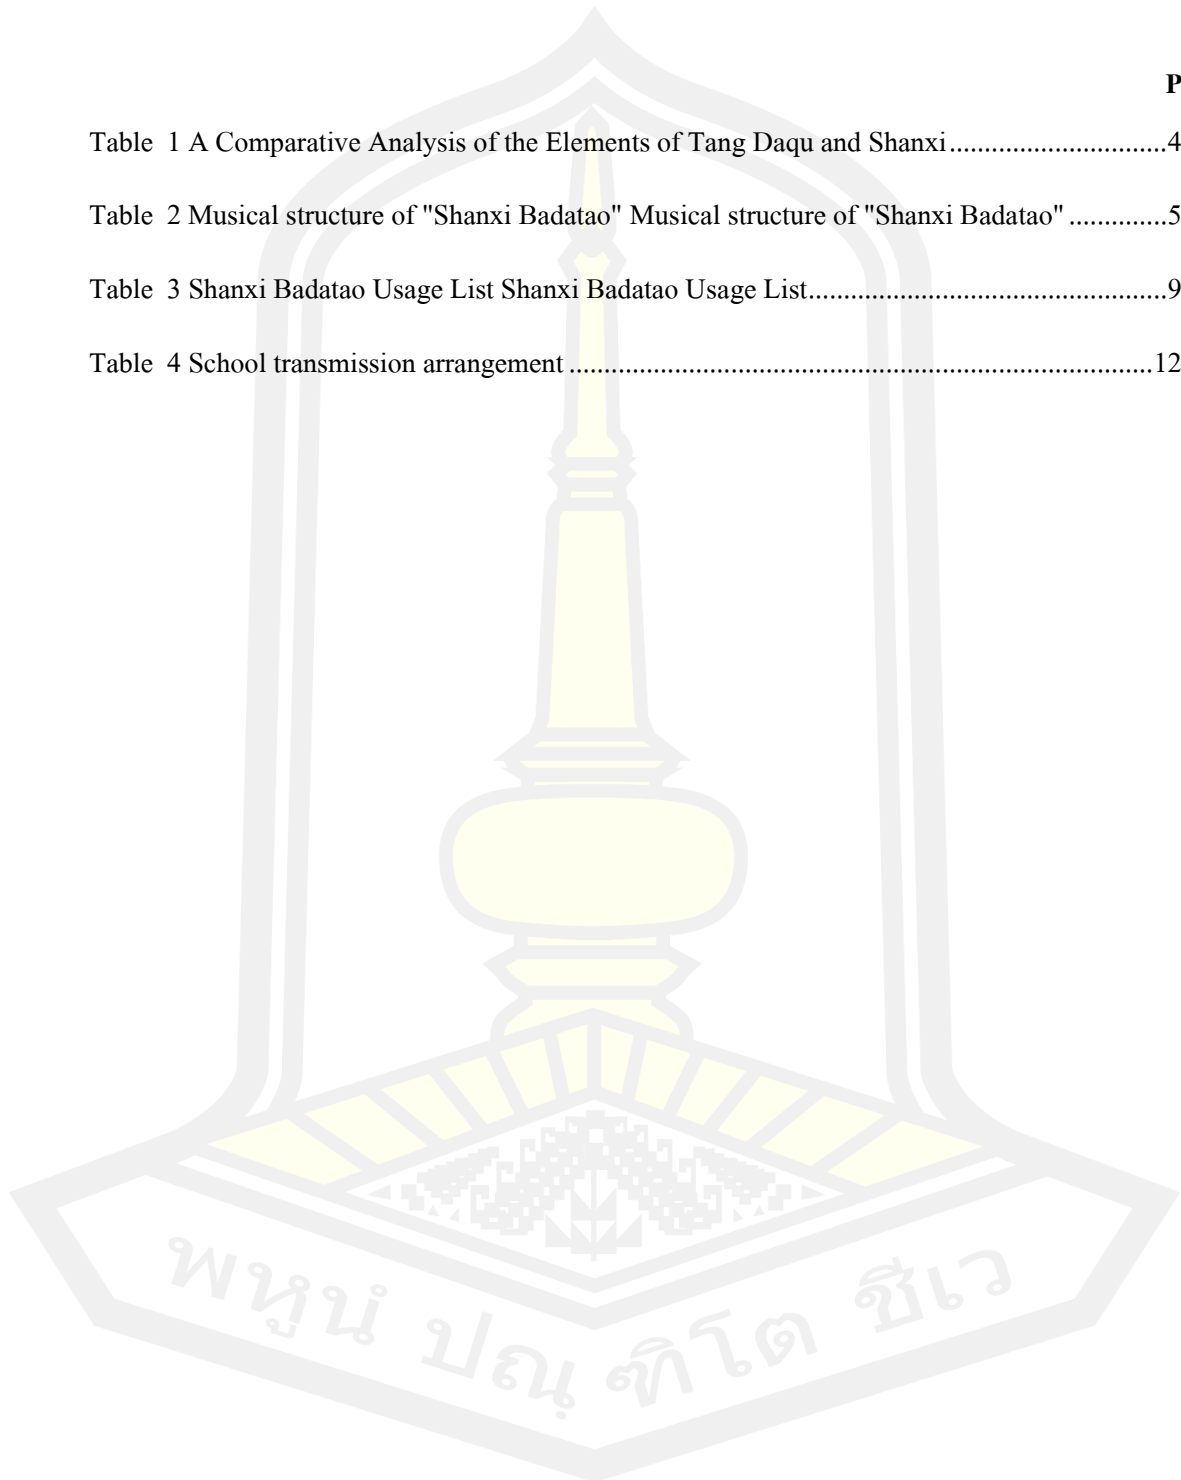 P
Table 1 A Comparative Analysis of the Elements of Tang Daqu and Shanxi..............................4
Table 2 Musical structure of "Shanxi Badatao" Musical structure of "Shanxi Badatao" ..............5
Table 3 Shanxi Badatao Usage List Shanxi Badatao Usage List..................................................9
Table 4 School transmission arrangement ..................................................................................12
พหูนํ ปณฺฑิโต ชีเว